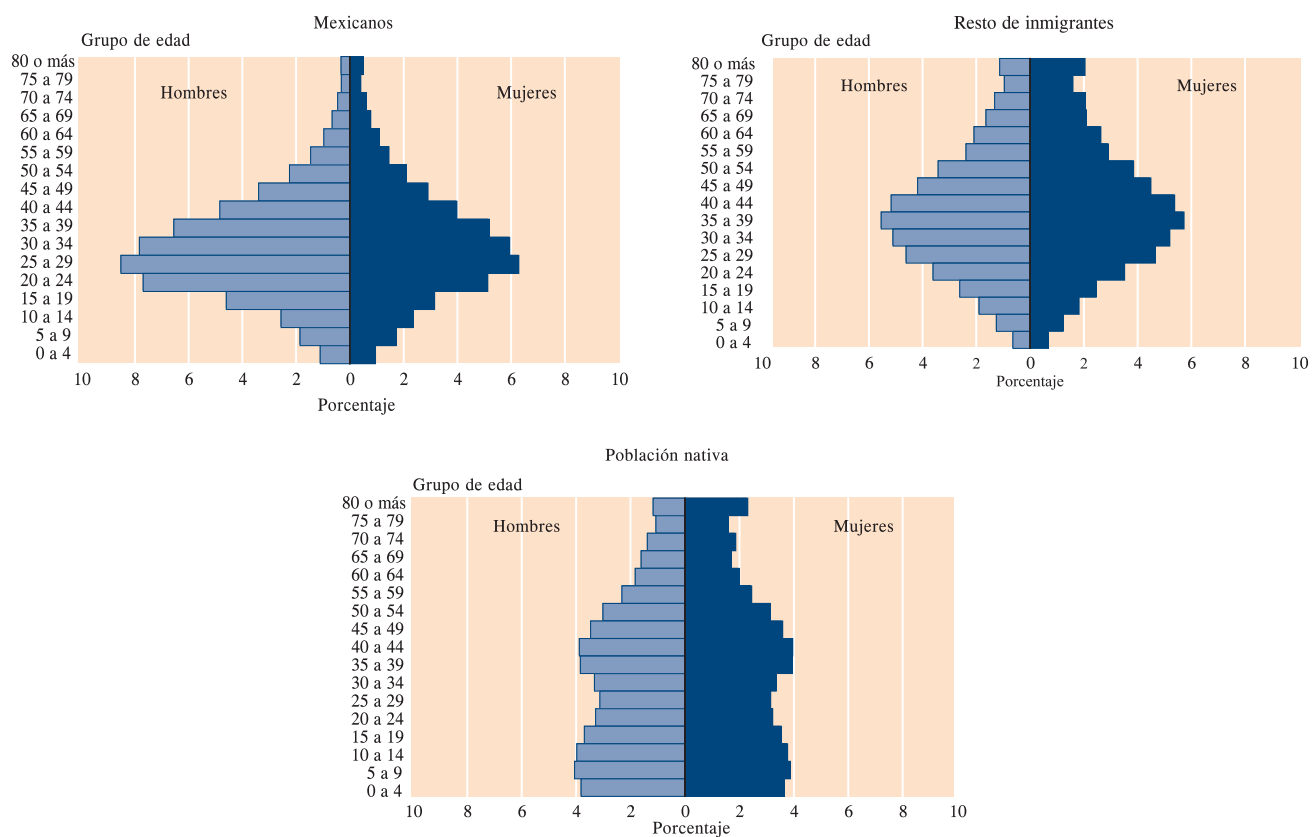 Mexicanos
Grupo de edad
80 o más
75 a 79
70 a 74
65 a 69
60 a 64
55 a 59
50 a 54
45 a 49
40 a 44
35 a 39
30 a 34
25 a 29
20 a 24
15 a 19
10 a 14
5 a 9
0 a 4
Hombres
Mujeres
10 8 6 4 2 0 2 4 6 8 10
Porcentaje
Resto de inmigrantes
Grupo de edad
80 o más
75 a 79
70 a 74
65 a 69
60 a 64
55 a 59
50 a 54
45 a 49
40 a 44
35 a 39
30 a 34
25 a 29
20 a 24
15 a 19
10 a 14
5 a 9
0 a 4
Hombres
Mujeres
10 8 6 4 2 0 2 4 6 8 10
Porcentaje
Población nativa
Grupo de edad
80 o más
75 a 79
70 a 74
65 a 69
60 a 64
55 a 59
50 a 54
45 a 49
40 a 44
35 a 39
30 a 34
25 a 29
20 a 24
15 a 19
10 a 14
5 a 9
0 a 4
Hombres
Mujeres
10 8 6 4 2 0 2 4 6 8 10
Porcentaje